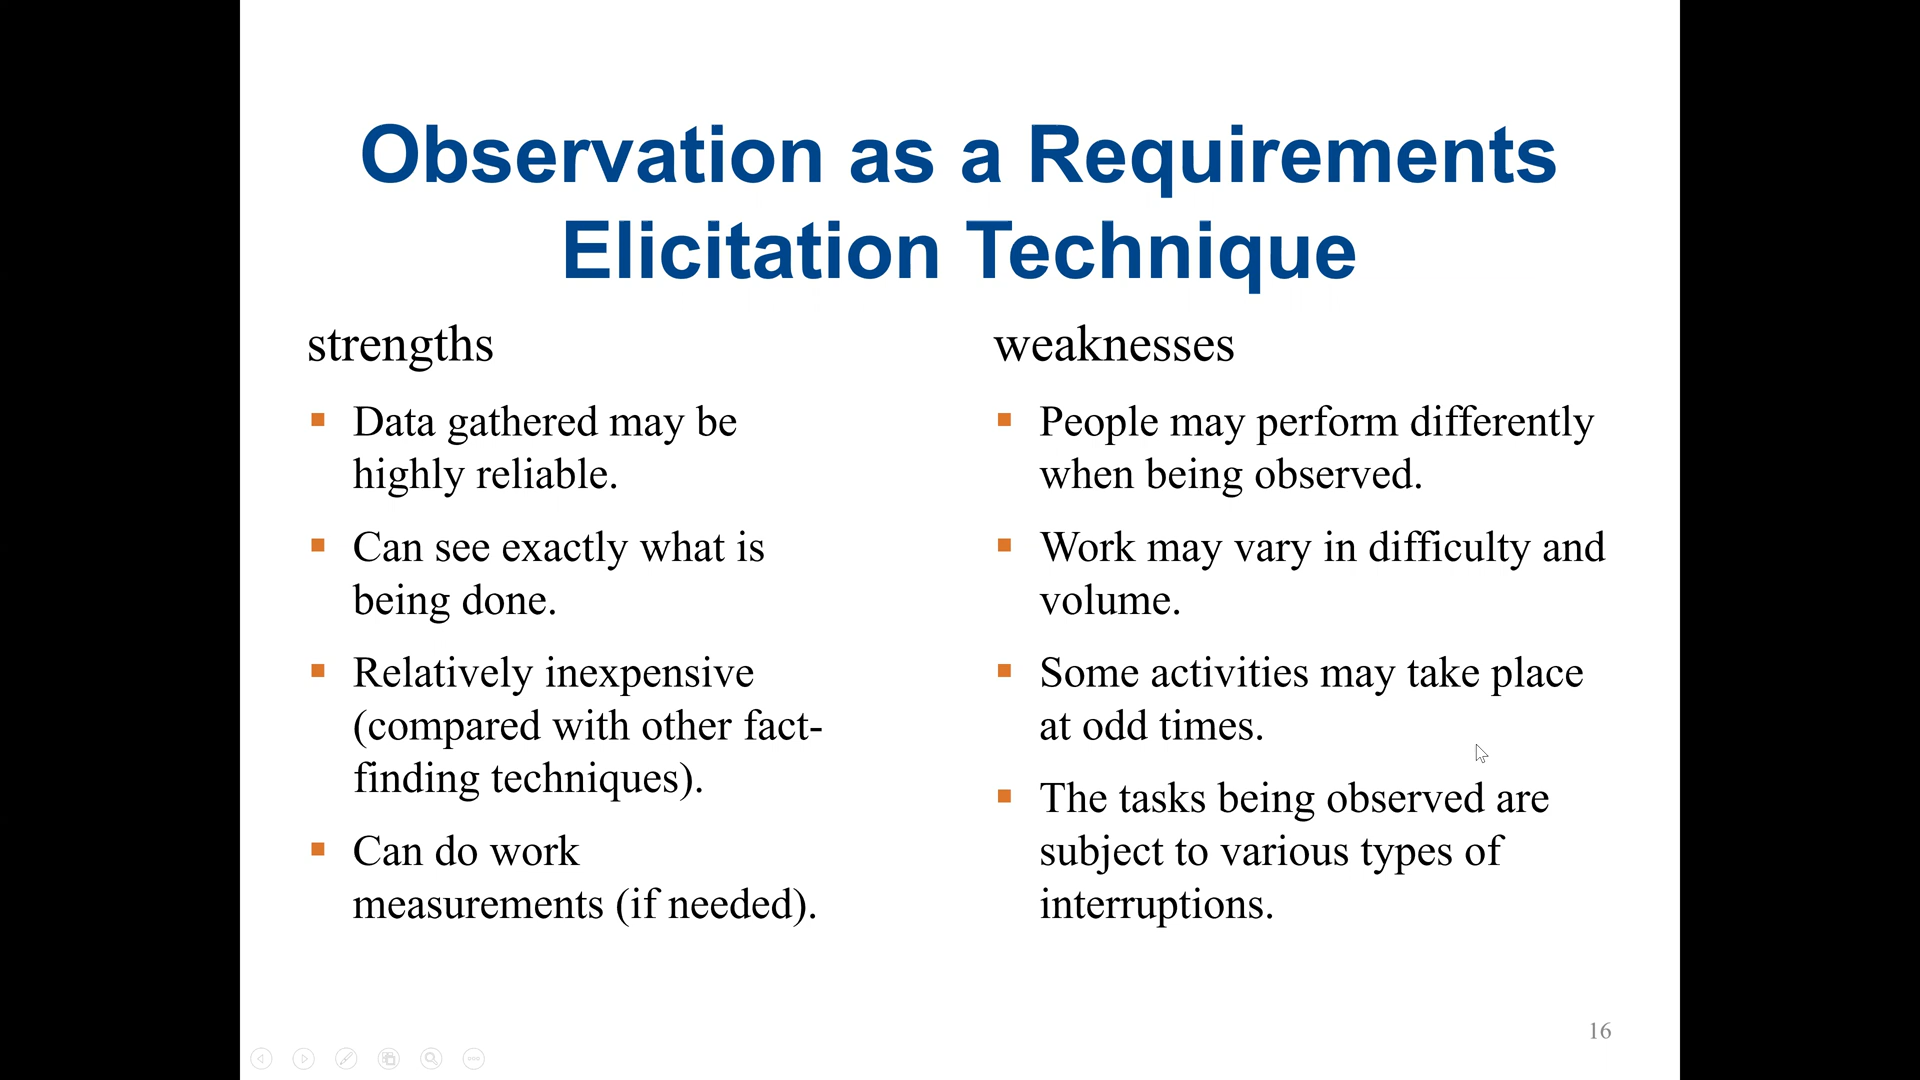 Observation as a Requirements
Elicitation Technique
strengths
Data gathered may be
highly reliable.
Can see exactly what is
being done.
Relatively inexpensive
(compared with other fact-
finding techniques).
Can do work
measurements (if needed).
weaknesses
People may perform differently
when being observed.
Work may vary in difficulty and
volume.
Some activities may take place
at odd times.
The tasks being observed are
subject to various types of
interruptions.
16